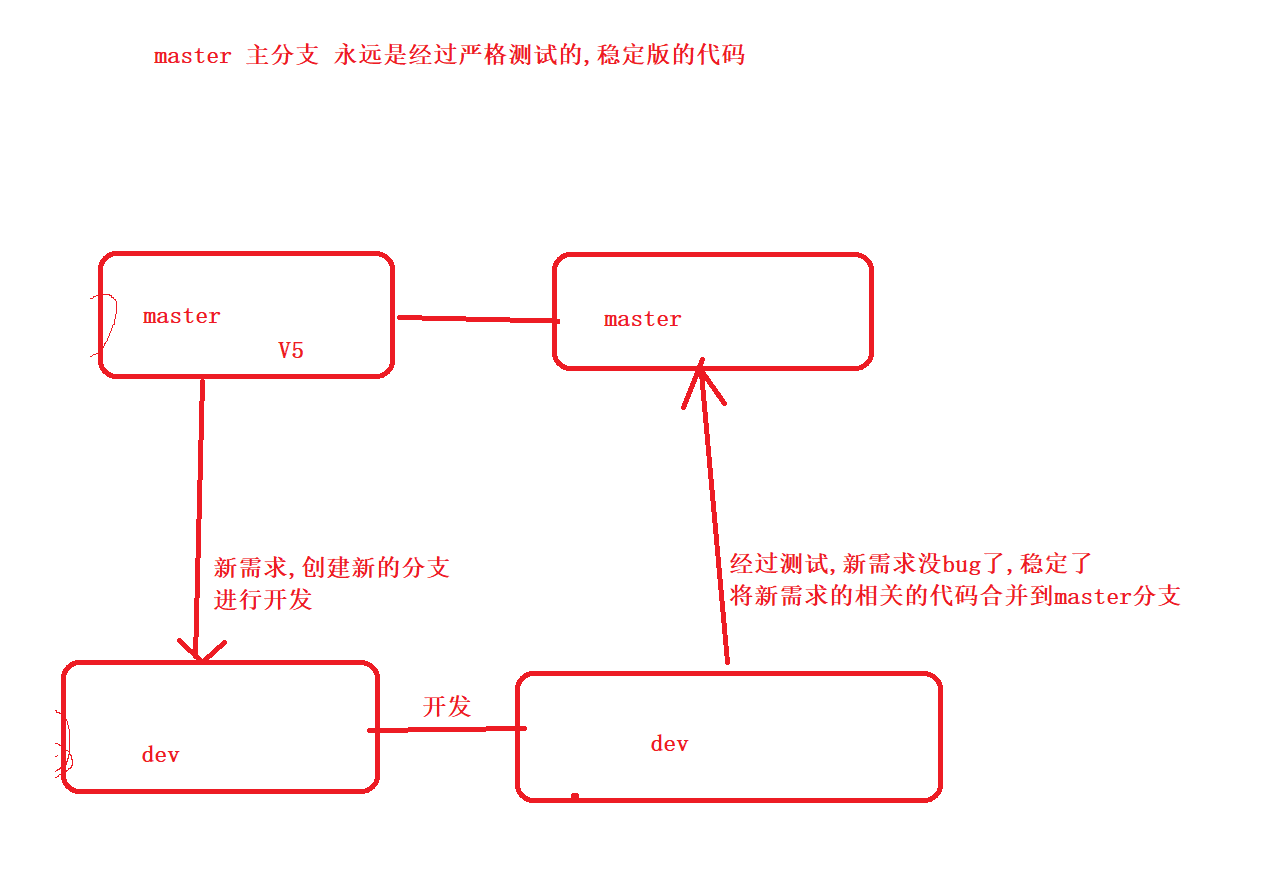 master 主分支 永远是经过严格测试的,稳定版的代码
master
V5
master
新需求,创建新的分支
进行开发
经过测试,新需求没bug了,稳定了
将新需求的相关的代码合并到master分支
dev
开发
dev